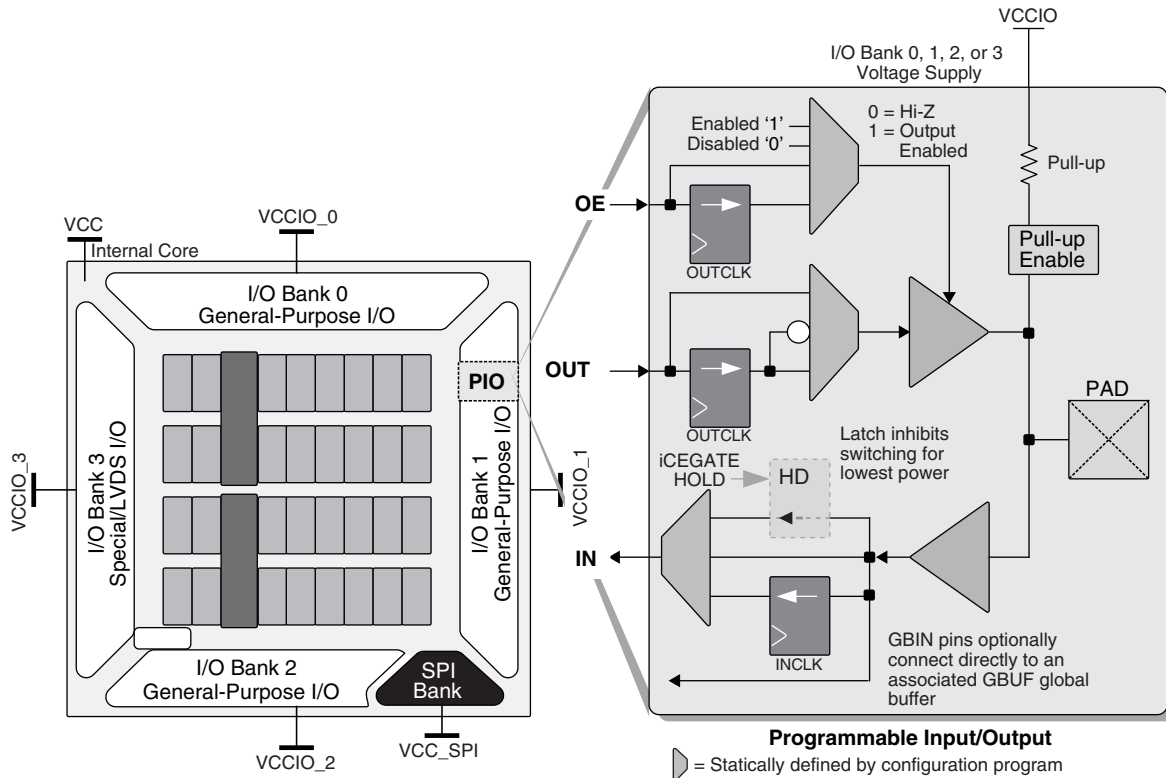 VCCIO
I/O Bank 0, 1, 2, or 3
Voltage Supply
Enabled ‘1’
Disabled ‘0’
0 = Hi-Z
1 = Output
Enabled
Pull-up
OE
OUTCLK
Pull-up
Enable
VCC
Internal Core
VCCIO_0
I/O Bank 0
General-Purpose I/O
PIO
OUT
OUTCLK
PAD
VCCIO_3
I/O Bank 3
Special/LVDS I/O
I/O Bank 1
General-Purpose I/O
VCCIO_1
iCEGATE
HOLD
HD
Latch inhibits
switching for
lowest power
IN
INCLK
GBIN pins optionally
connect directly to an
associated GBUF global
buffer
I/O Bank 2
General-Purpose I/O
SPI
Bank
VCCIO_2
VCC_SPI
Programmable Input/Output
= Statically defined by configuration program